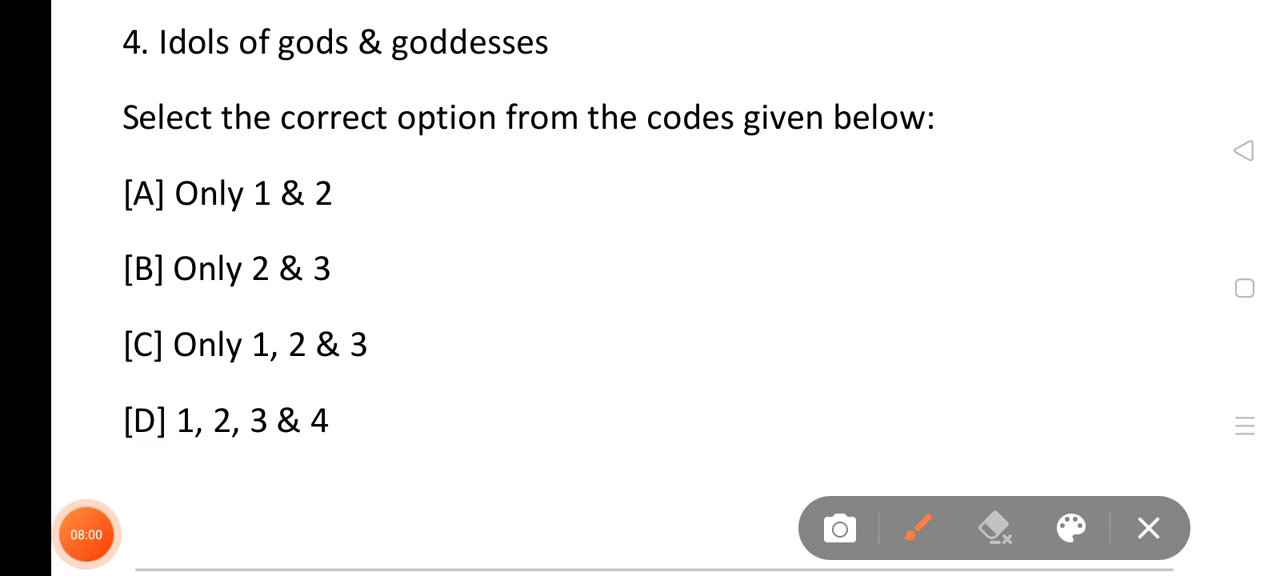 4. Idols of gods & goddesses
Select the correct option from the codes given below:
[A] Only 1 & 2
[B] Only 2 & 3
[C] Only 1, 2 & 3
[D] 1, 2, 3 & 4
08:00